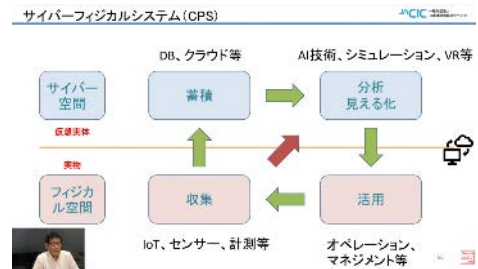 サイバーフィジカルシステム(CPS)
JACIC
DB、クラウド等
AI技術、シミュレーション、VR等
サイバー
空間
蓄積
分析
見える化
仮想実体
実物
フィジカ
ル空間
収集
活用
IoT、センサー、計測等
オペレーション、
マネジメント等